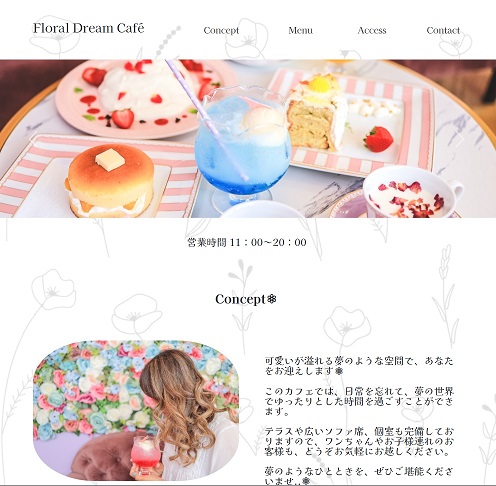 Floral Dream Café
Concept
Menu
Access
Contact
営業時間 11：00～20：00
Concept❁
可愛いが溢れる夢のような空間で、あなた
をお迎えします❁
このカフェでは、日常を忘れて、夢の世界
でゆったりとした時間を過ごすことができ
ます。
テラスや広いソファ席、個室も完備してお
りますので、ワンちゃんやお子様連れのお
客様も、どうぞお気軽にお越しください。
夢のようなひとときを、ぜひご堪能くださ
いませ..❁